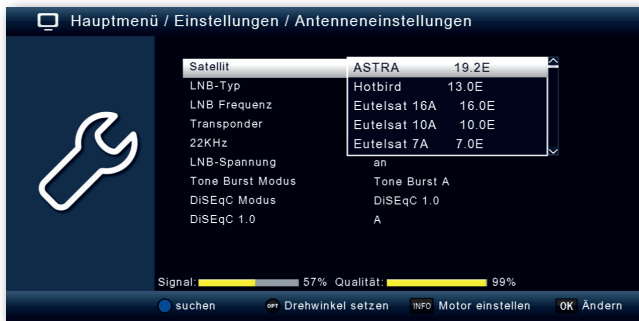 Hauptmenü / Einstellungen / Antenneneinstellungen
Satellit ASTRA 19.2E
LNB-Typ Hotbird 13.0E
LNB Frequenz Eutelsat 16A 16.0E
Transponder Eutelsat 10A 10.0E
22KHz Eutelsat 7A 7.0E
LNB-Spannung an
Tone Burst Modus Tone Burst A
DiSEqC Modus DiSEqC 1.0
DiSEqC 1.0 A
Signal: 57% Qualität: 99%
suchen OPT Drehwinkel setzen INFO Motor einstellen OK Ändern